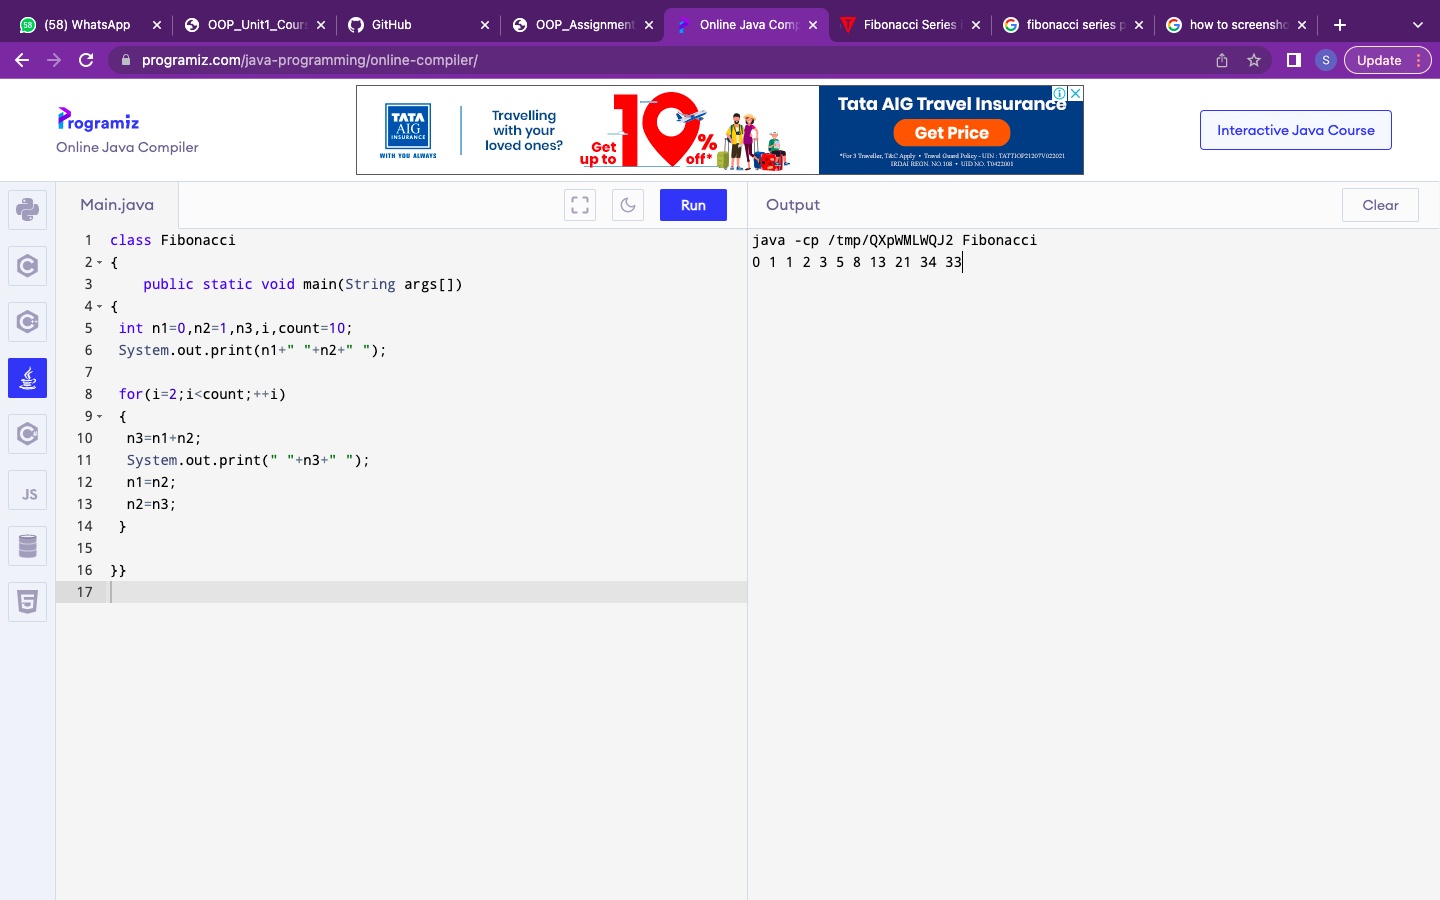 (58) WhatsApp
OOP_Unit1_Cour
GitHub
OOP_Assignment
Online Java Comp
Fibonacci Series i
fibonacci series p
how to screensho
programiz.com/java-programming/online-compiler/
S
Update
Programiz
Online Java Compiler
TATA
AIG
INSURANCE
WITH YOU ALWAYS
Travelling
with your
loved ones?
Get
up to
10%
off*
Tata AIG Travel Insurance
Get Price
*For 3 Traveller, T&C Apply • Travel Guard Policy - UIN : TATTIOP21207V022021
IRDAI REGN. NO.108 • UID NO. T0422001
Interactive Java Course
Main.java
Run
Output
Clear
JS
1 class Fibonacci
2 {
3     public static void main(String args[])
4 {
5  int n1=0,n2=1,n3,i,count=10;
6  System.out.print(n1+" "+n2+" ");
7
8  for(i=2;i<count;++i)
9  {
10   n3=n1+n2;
11   System.out.print(" "+n3+" ");
12   n1=n2;
13   n2=n3;
14  }
15
16 }}
17
java -cp /tmp/QXpWMLWQJ2 Fibonacci
0 1 1 2 3 5 8 13 21 34 33